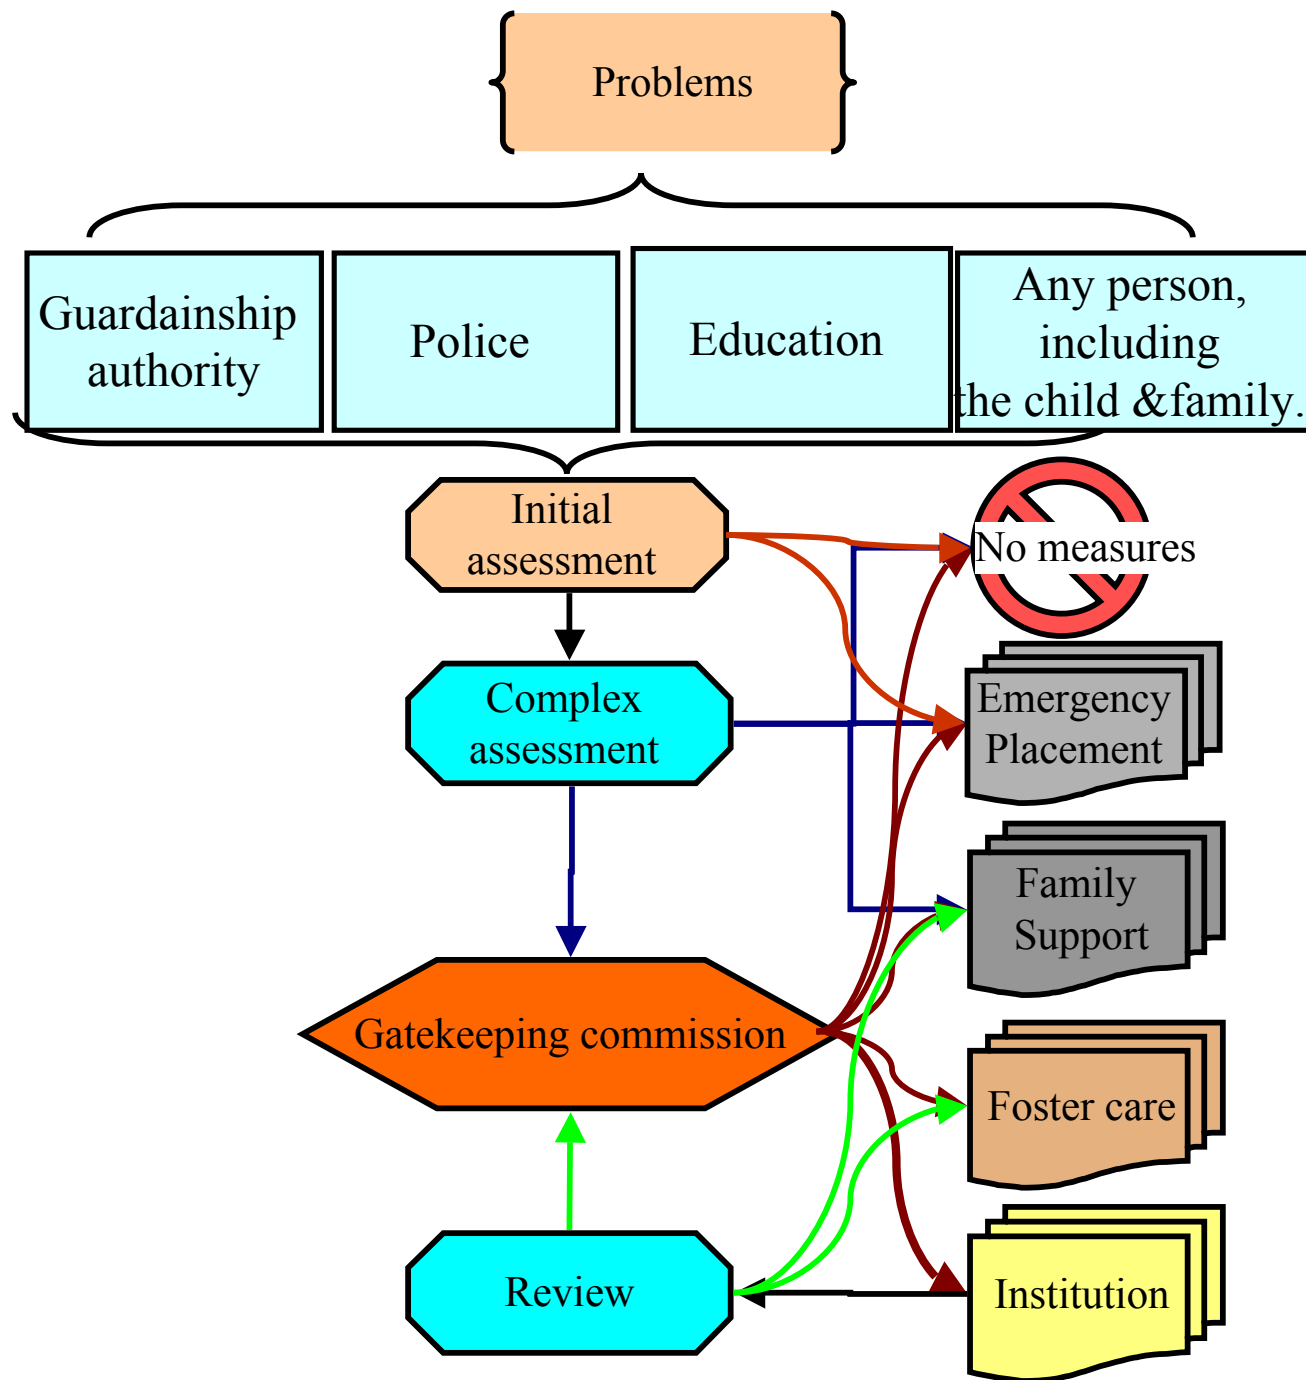 Problems
Guardainship
authority
Police
Education
Any person,
including
the child &family.
Initial
assessment
No measures
Complex
assessment
Emergency
Placement
Family
Support
Gatekeeping commission
Foster care
Review
Institution